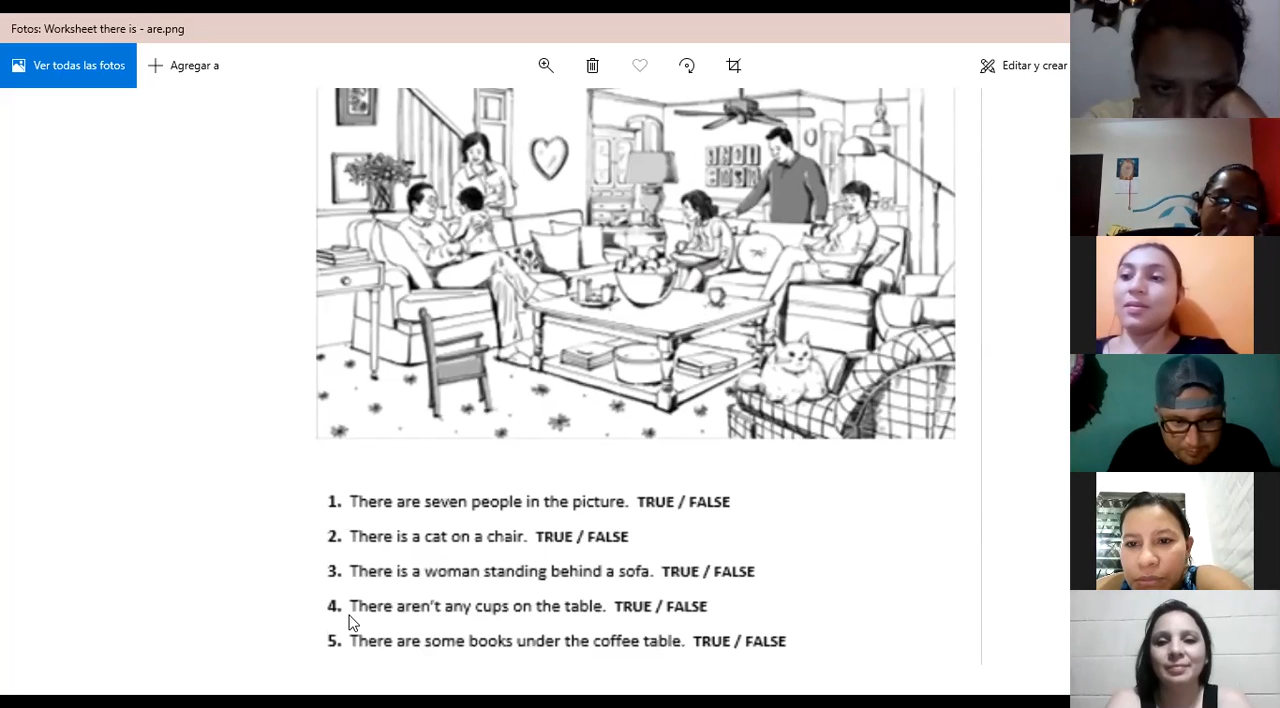 Fotos: Worksheet there is - are.png
Ver todas las fotos
Agregar a
Editar y crear
1. There are seven people in the picture. TRUE / FALSE
2. There is a cat on a chair. TRUE / FALSE
3. There is a woman standing behind a sofa. TRUE / FALSE
4. There aren't any cups on the table. TRUE / FALSE
5. There are some books under the coffee table. TRUE / FALSE